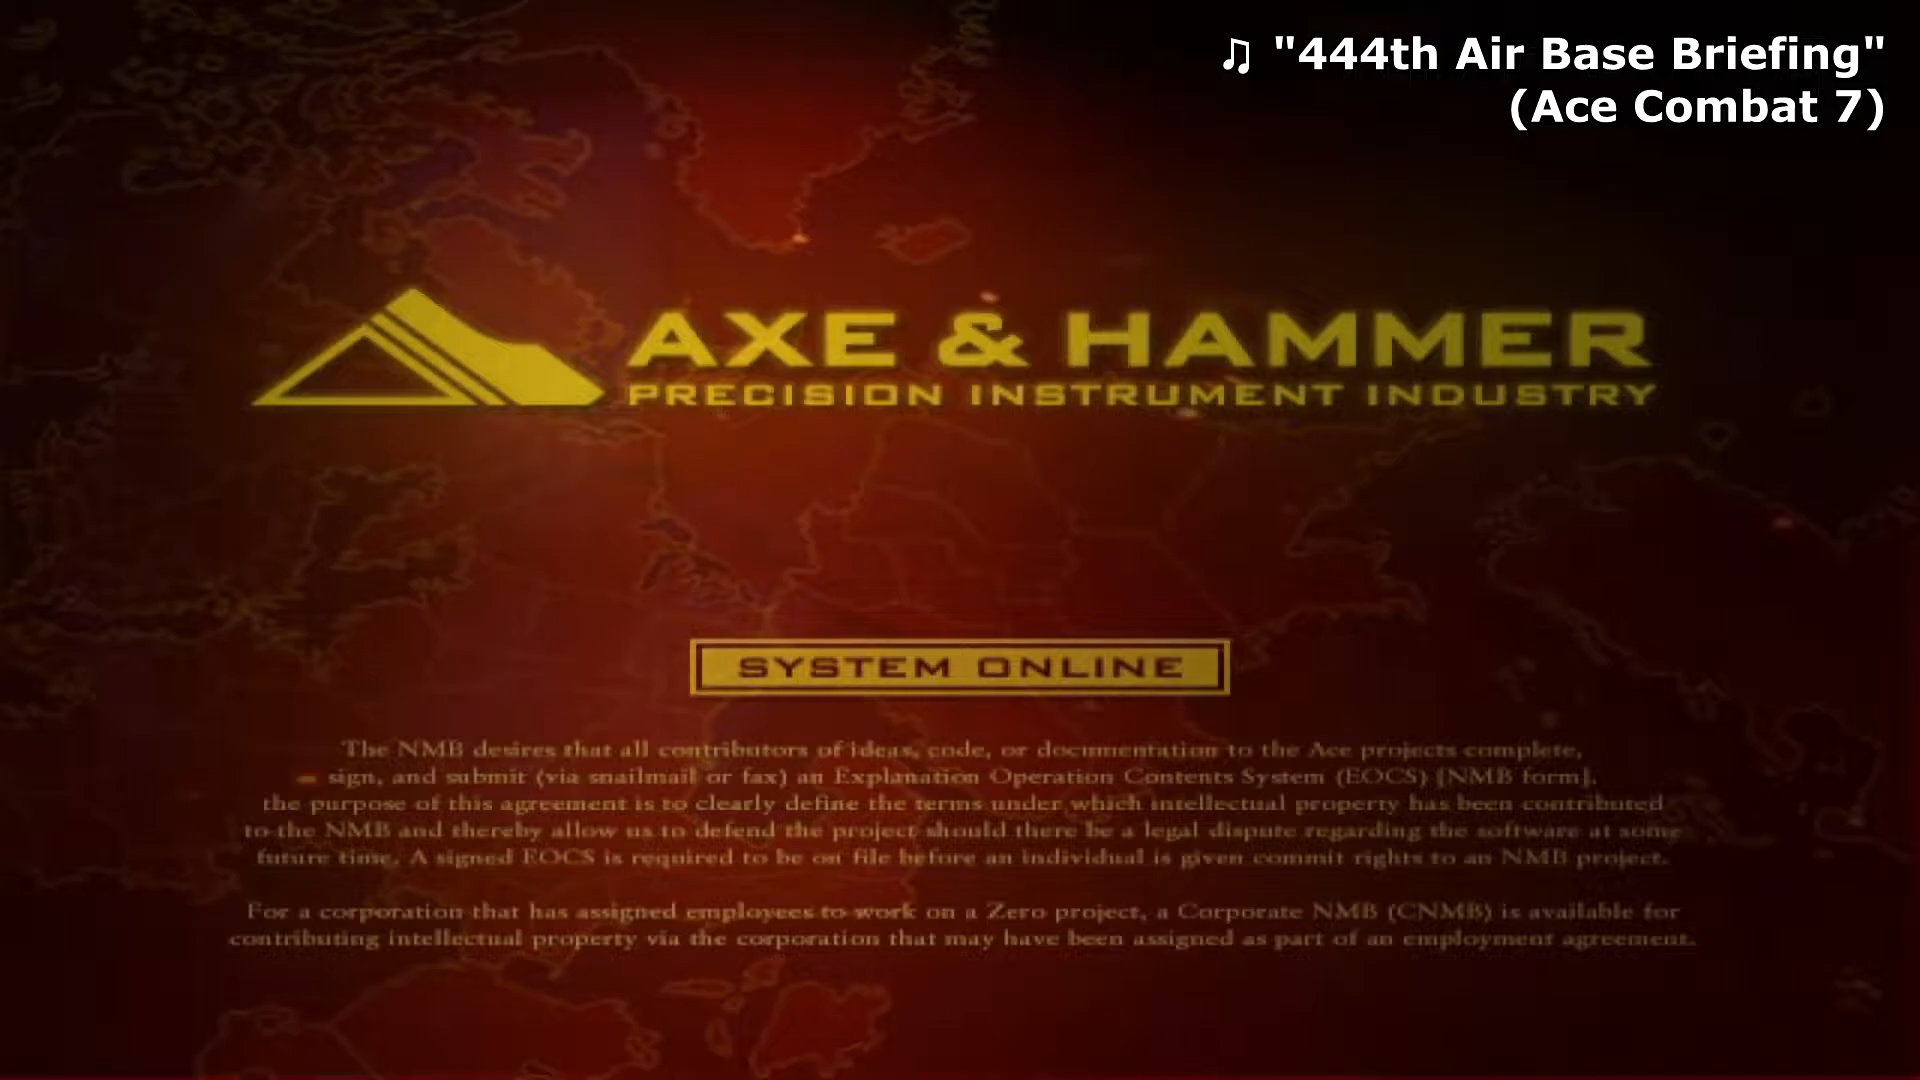 ♫ "444th Air Base Briefing"
(Ace Combat 7)
AXE & HAMMER
PRECISION INSTRUMENT INDUSTRY
SYSTEM ONLINE
The NMB desires that all contributors of ideas, code, or documentation to the Ace projects complete,
sign, and submit (via snailmail or fax) an Explanation Operation Contents System (EOCS) [NMB form].
the purpose of this agreement is to clearly define the terms under which intellectual property has been contributed
to the NMB and thereby allow us to defend the project should there be a legal dispute regarding the software at some
future time. A signed EOCS is required to be on file before an individual is given commit rights to an NMB project.
For a corporation that has assigned employees to work on a Zero project, a Corporate NMB (CNMB) is available for
contributing intellectual property via the corporation that may have been assigned as part of an employment agreement.